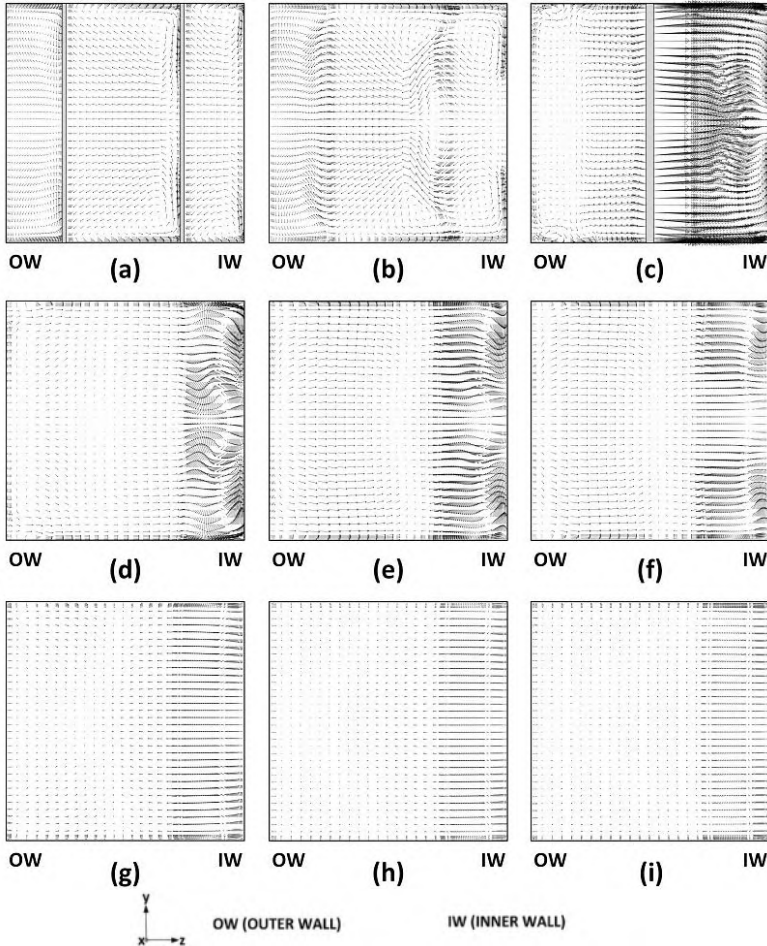 OW (a) IW OW (b) IW OW (c) IW
OW (d) IW OW (e) IW OW (f) IW
OW (g) IW OW (h) IW OW (i) IW
y
x z OW (OUTER WALL) IW (INNER WALL)